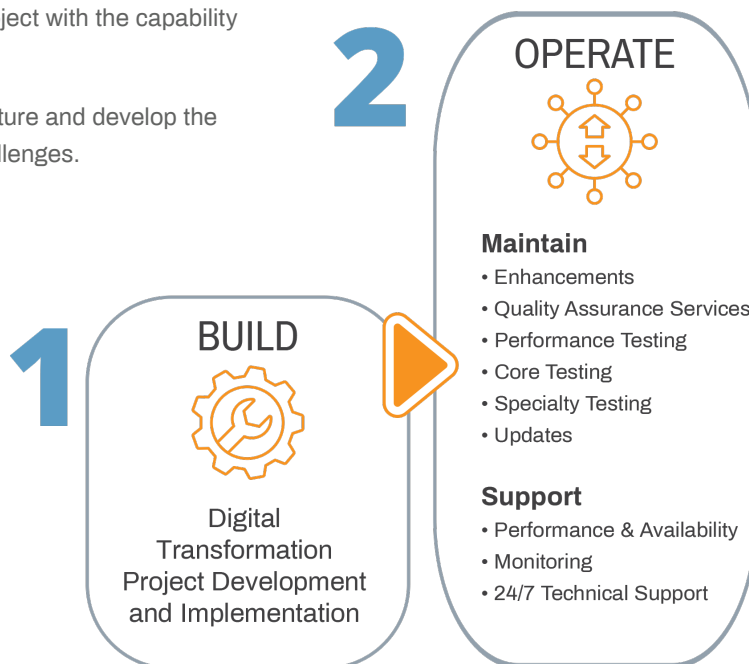 ject with the capability
ture and develop the
llenges.
1
BUILD
Digital
Transformation
Project Development
and Implementation
2
OPERATE
Maintain
• Enhancements
• Quality Assurance Services
• Performance Testing
• Core Testing
• Specialty Testing
• Updates
Support
• Performance & Availability
• Monitoring
• 24/7 Technical Support